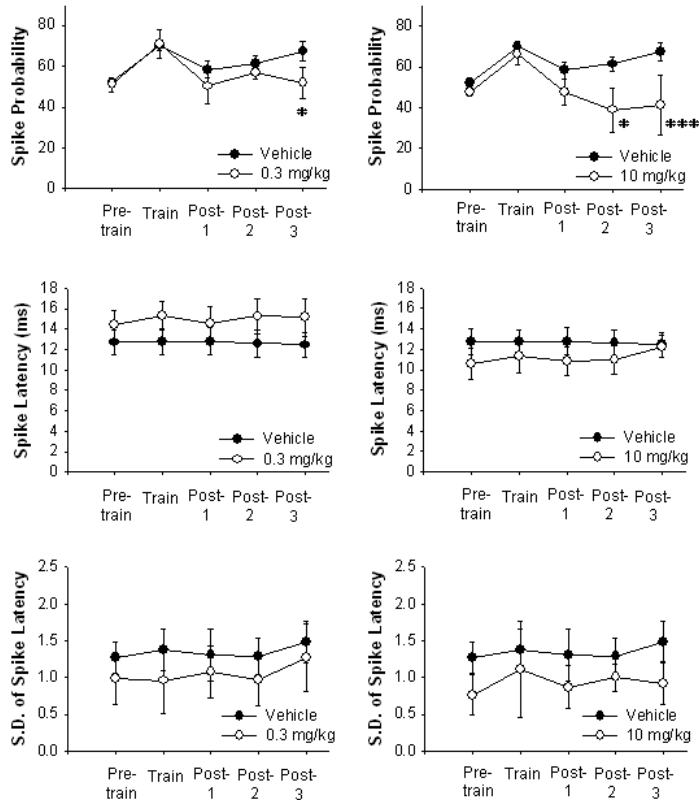 Spike Probability
80
60
40
20
0
*
Vehicle
0.3 mg/kg
Pre-
train
Train
Post-
1
Post-
2
Post-
3
Spike Probability
80
60
40
20
0
*
***
Vehicle
10 mg/kg
Pre-
train
Train
Post-
1
Post-
2
Post-
3
Spike Latency (ms)
18
16
14
12
10
8
6
4
2
0
Vehicle
0.3 mg/kg
Pre-
train
Train
Post-
1
Post-
2
Post-
3
Spike Latency (ms)
18
16
14
12
10
8
6
4
2
0
Vehicle
10 mg/kg
Pre-
train
Train
Post-
1
Post-
2
Post-
3
S.D. of Spike Latency
2.5
2.0
1.5
1.0
0.5
0.0
Vehicle
0.3 mg/kg
Pre-
train
Train
Post-
1
Post-
2
Post-
3
S.D. of Spike Latency
2.5
2.0
1.5
1.0
0.5
0.0
Vehicle
10 mg/kg
Pre-
train
Train
Post-
1
Post-
2
Post-
3